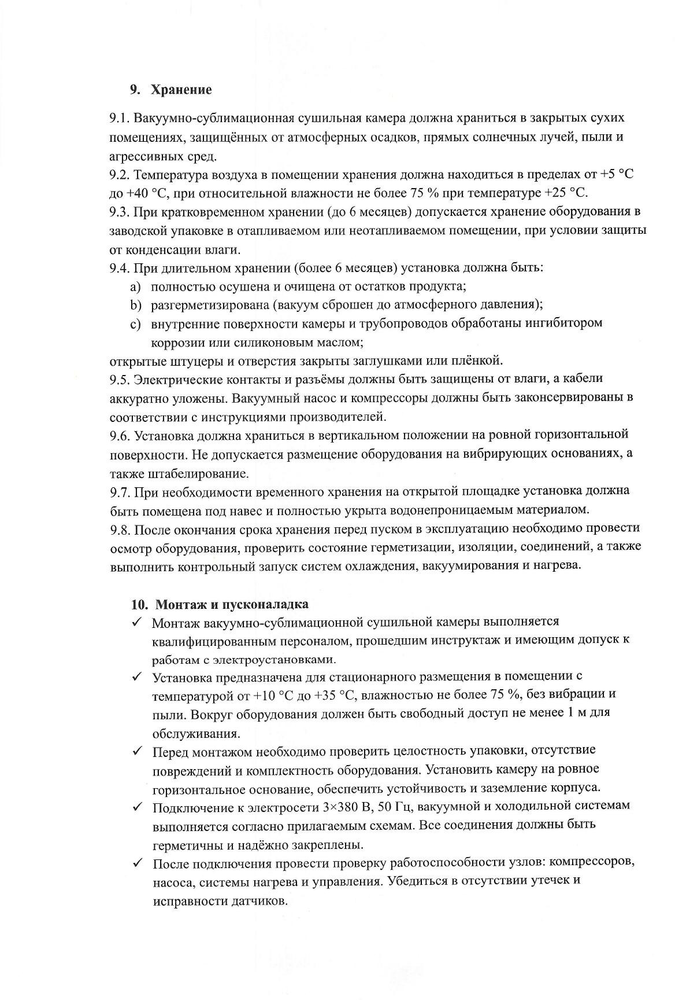 9. Хранение
9.1. Вакуумно-сублимационная сушильная камера должна храниться в закрытых сухих
помещениях, защищённых от атмосферных осадков, прямых солнечных лучей, пыли и
агрессивных сред.
9.2. Температура воздуха в помещении хранения должна находиться в пределах от +5 °C
до +40 °C, при относительной влажности не более 75 % при температуре +25 °C.
9.3. При кратковременном хранении (до 6 месяцев) допускается хранение оборудования в
заводской упаковке в отапливаемом или неотапливаемом помещении, при условии защиты
от конденсации влаги.
9.4. При длительном хранении (более 6 месяцев) установка должна быть:
a) полностью осушена и очищена от остатков продукта;
b) разгерметизирована (вакуум сброшен до атмосферного давления);
c) внутренние поверхности камеры и трубопроводов обработаны ингибитором
коррозии или силиконовым маслом;
открытые штуцеры и отверстия закрыты заглушками или плёнкой.
9.5. Электрические контакты и разъёмы должны быть защищены от влаги, а кабели
аккуратно уложены. Вакуумный насос и компрессоры должны быть законсервированы в
соответствии с инструкциями производителей.
9.6. Установка должна храниться в вертикальном положении на ровной горизонтальной
поверхности. Не допускается размещение оборудования на вибрирующих основаниях, а
также штабелирование.
9.7. При необходимости временного хранения на открытой площадке установка должна
быть помещена под навес и полностью укрыта водонепроницаемым материалом.
9.8. После окончания срока хранения перед пуском в эксплуатацию необходимо провести
осмотр оборудования, проверить состояние герметизации, изоляции, соединений, а также
выполнить контрольный запуск систем охлаждения, вакуумирования и нагрева.
10. Монтаж и пусконаладка
✓ Монтаж вакуумно-сублимационной сушильной камеры выполняется
квалифицированным персоналом, прошедшим инструктаж и имеющим допуск к
работам с электроустановками.
✓ Установка предназначена для стационарного размещения в помещении с
температурой от +10 °C до +35 °C, влажностью не более 75 %, без вибрации и
пыли. Вокруг оборудования должен быть свободный доступ не менее 1 м для
обслуживания.
✓ Перед монтажом необходимо проверить целостность упаковки, отсутствие
повреждений и комплектность оборудования. Установить камеру на ровное
горизонтальное основание, обеспечить устойчивость и заземление корпуса.
✓ Подключение к электросети 3×380 В, 50 Гц, вакуумной и холодильной системам
выполняется согласно прилагаемым схемам. Все соединения должны быть
герметичны и надёжно закреплены.
✓ После подключения провести проверку работоспособности узлов: компрессоров,
насоса, системы нагрева и управления. Убедиться в отсутствии утечек и
исправности датчиков.